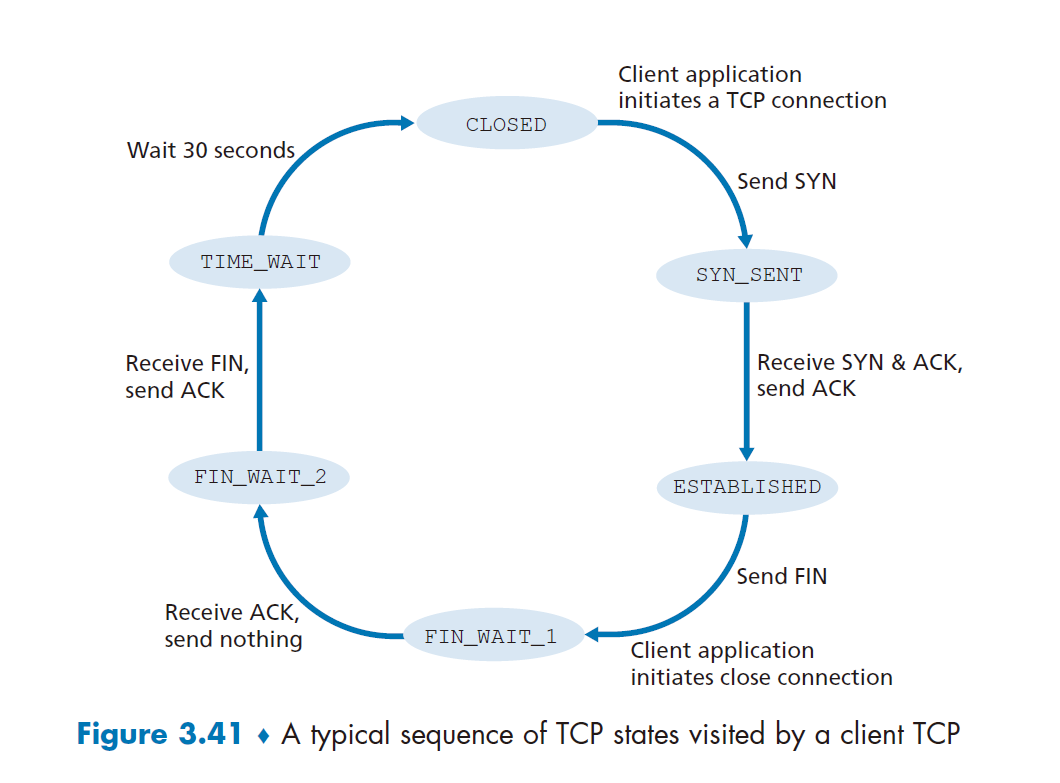 Client application
initiates a TCP connection
CLOSED
Wait 30 seconds
Send SYN
TIME_WAIT
SYN_SENT
Receive FIN,
send ACK
Receive SYN & ACK,
send ACK
FIN_WAIT_2
ESTABLISHED
Send FIN
Receive ACK,
send nothing
FIN_WAIT_1
Client application
initiates close connection
Figure 3.41 ♦ A typical sequence of TCP states visited by a client TCP